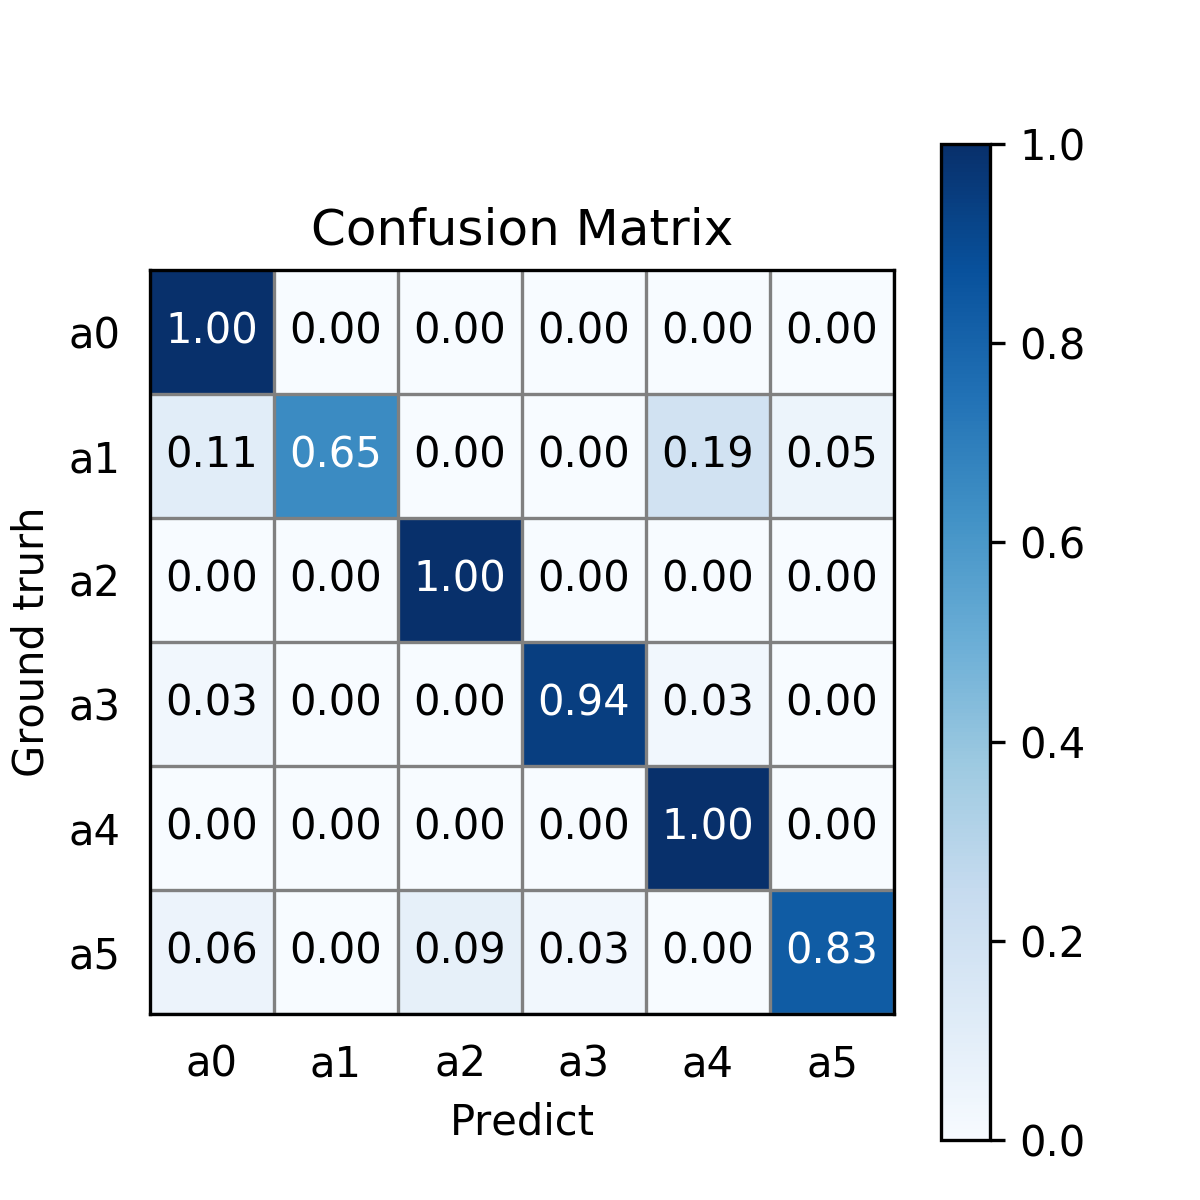 Confusion Matrix
a0 1.00 0.00 0.00 0.00 0.00 0.00
a1 0.11 0.65 0.00 0.00 0.19 0.05
a2 0.00 0.00 1.00 0.00 0.00 0.00
a3 0.03 0.00 0.00 0.94 0.03 0.00
a4 0.00 0.00 0.00 0.00 1.00 0.00
a5 0.06 0.00 0.09 0.03 0.00 0.83
a0 a1 a2 a3 a4 a5
Predict
Ground trurh
1.0
0.8
0.6
0.4
0.2
0.0